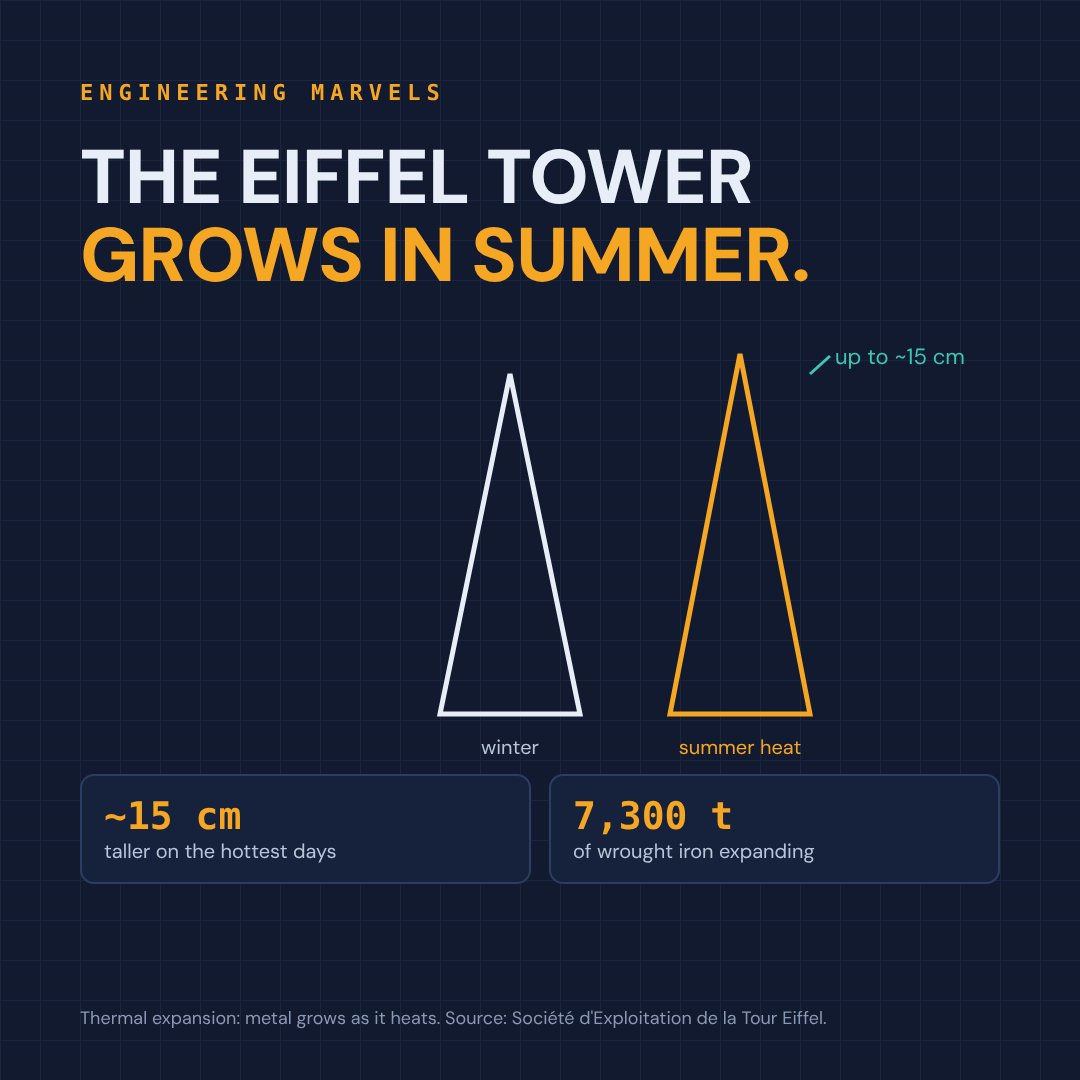 ENGINEERING MARVELS
THE EIFFEL TOWER
GROWS IN SUMMER.
up to ~15 cm
winter
summer heat
~15 cm
taller on the hottest days
7,300 t
of wrought iron expanding
Thermal expansion: metal grows as it heats. Source: Société d'Exploitation de la Tour Eiffel.